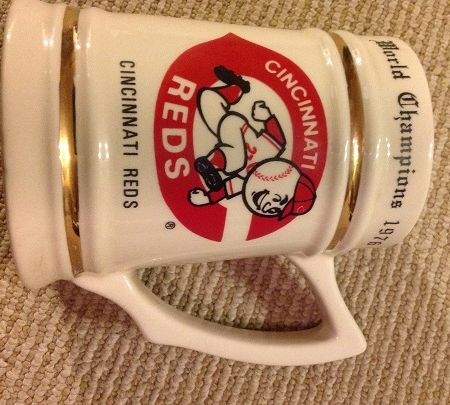 World Champions 1976
CINCINNATI
REDS
®
CINCINNATI REDS